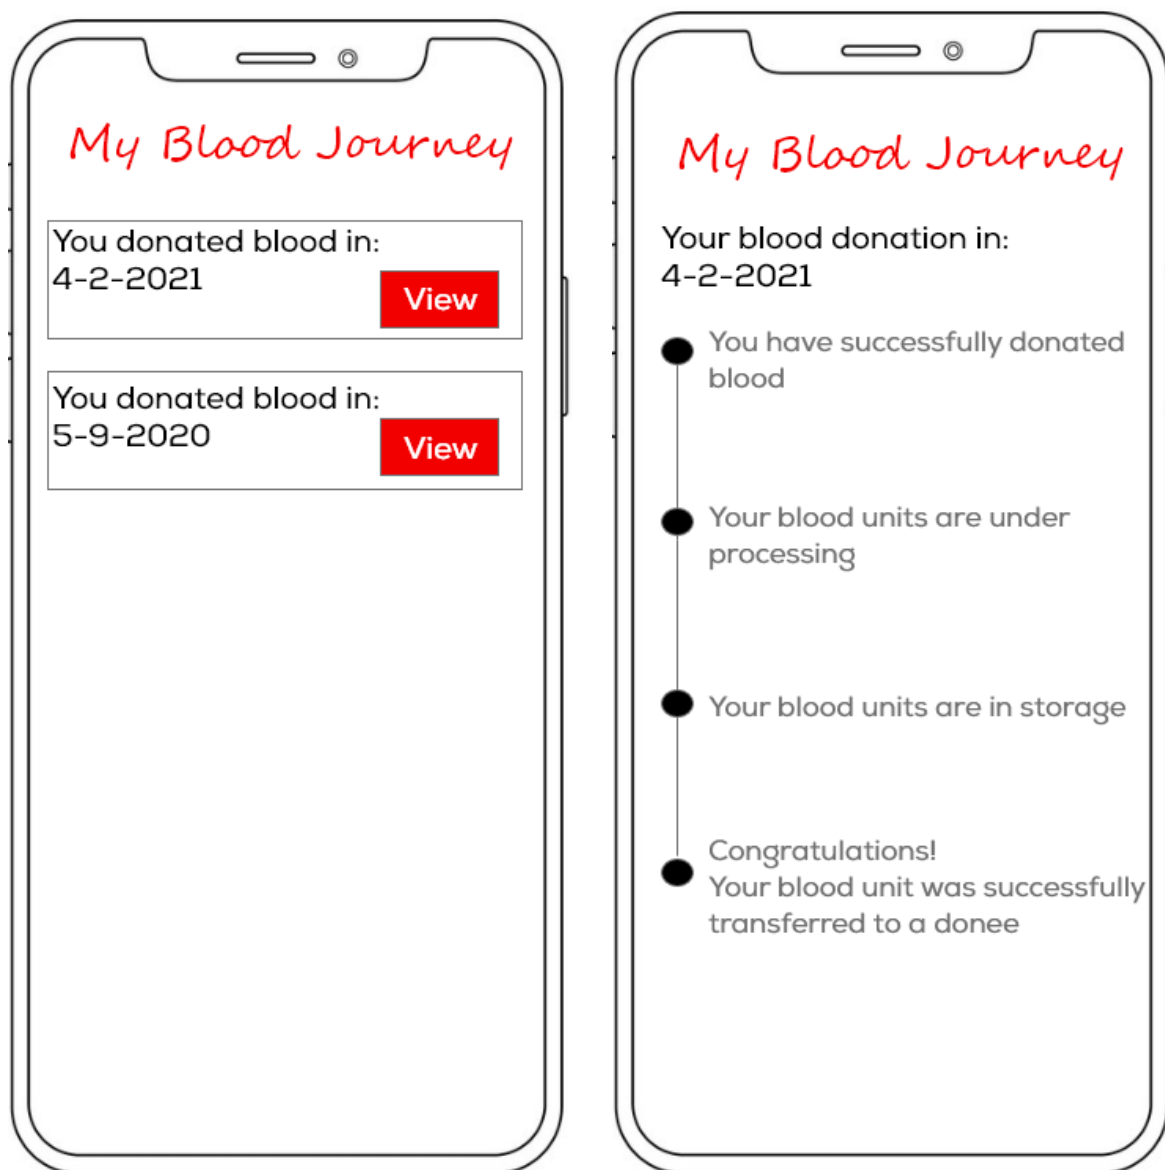 My Blood Journey
You donated blood in:
4-2-2021
View
You donated blood in:
5-9-2020
View
My Blood Journey
Your blood donation in:
4-2-2021
You have successfully donated
blood
Your blood units are under
processing
Your blood units are in storage
Congratulations!
Your blood unit was successfully
transferred to a donee